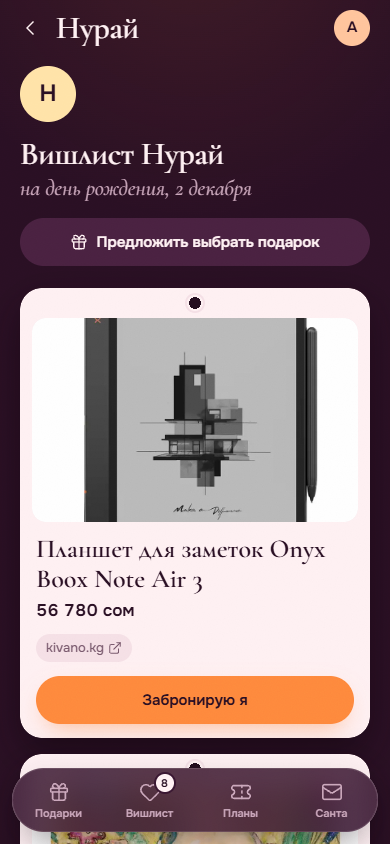 Нурай
A
Н
Вишлист Нурай
на день рождения, 2 декабря
Предложить выбрать подарок
Планшет для заметок Onyx
Boox Note Air 3
56 780 сом
kivano.kg
Забронирую я
8
Подарки
Вишлист
Планы
Санта